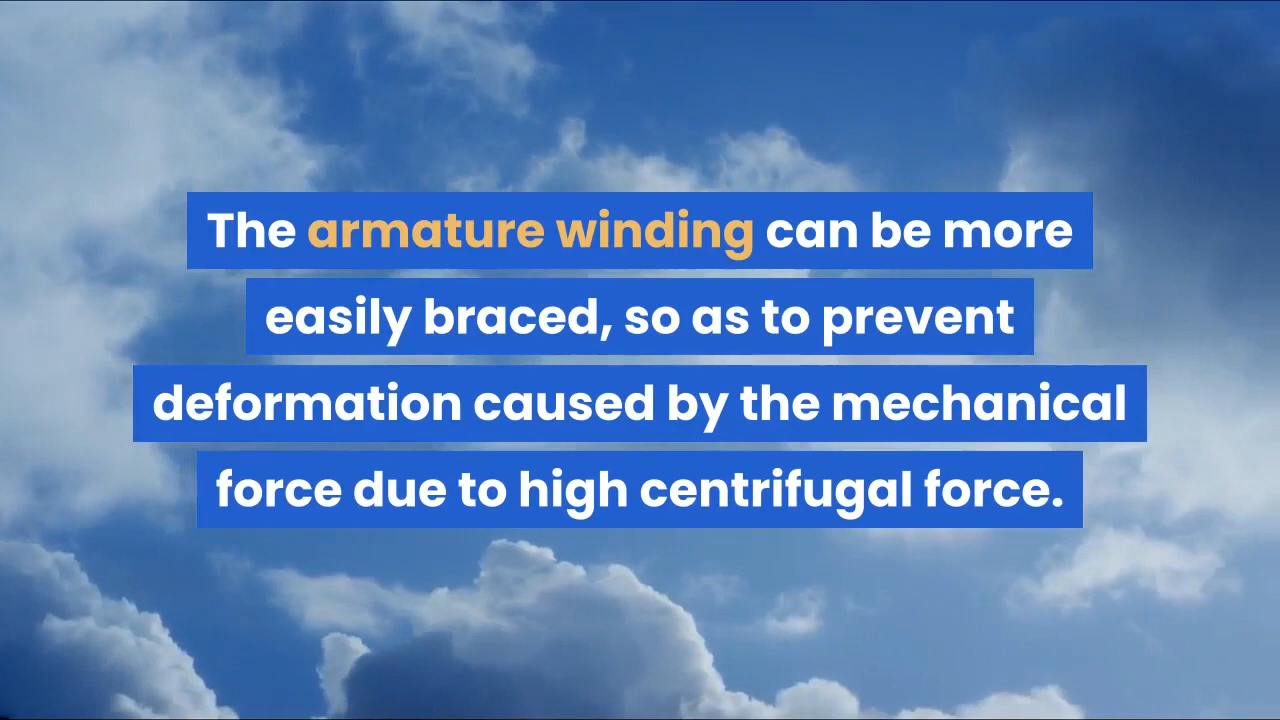 The armature winding can be more
easily braced, so as to prevent
deformation caused by the mechanical
force due to high centrifugal force.